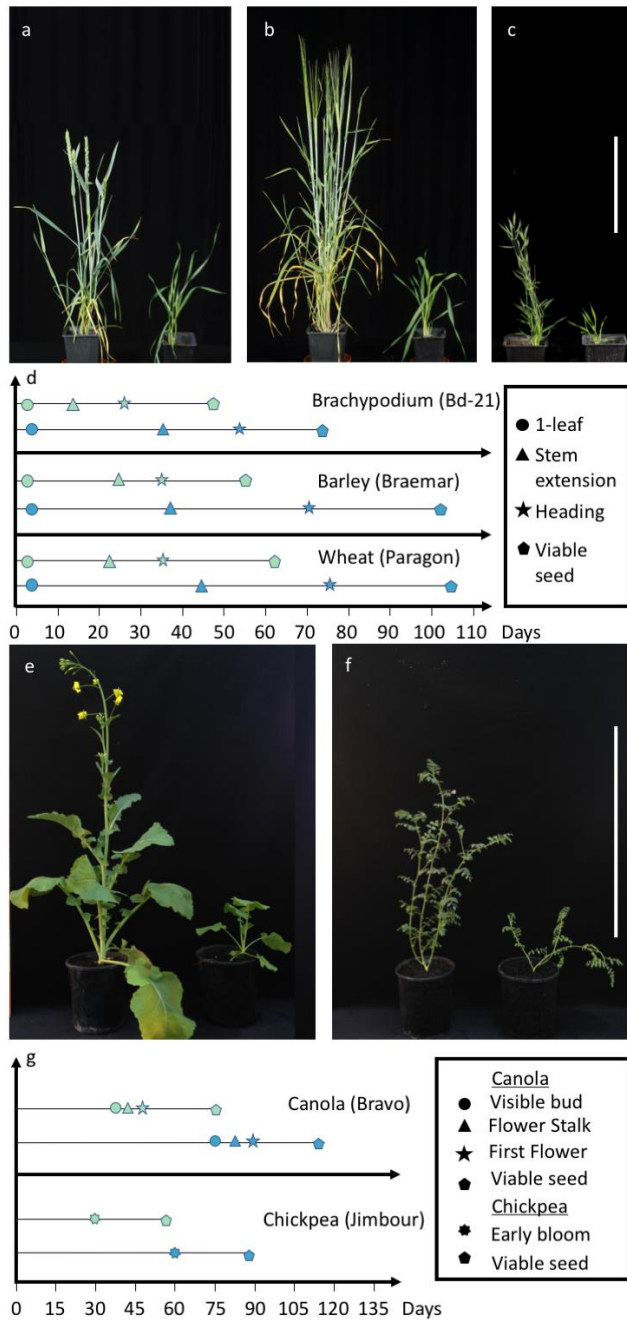 a
b
c
d
Brachypodium (Bd-21)
Barley (Braemar)
Wheat (Paragon)
0 10 20 30 40 50 60 70 80 90 100 110 Days
1-leaf
Stem
extension
Heading
Viable
seed
e
f
g
Canola (Bravo)
Chickpea (Jimbour)
0 15 30 45 60 75 90 105 120 135 Days
Canola
Visible bud
Flower Stalk
First Flower
Viable seed
Chickpea
Early bloom
Viable seed